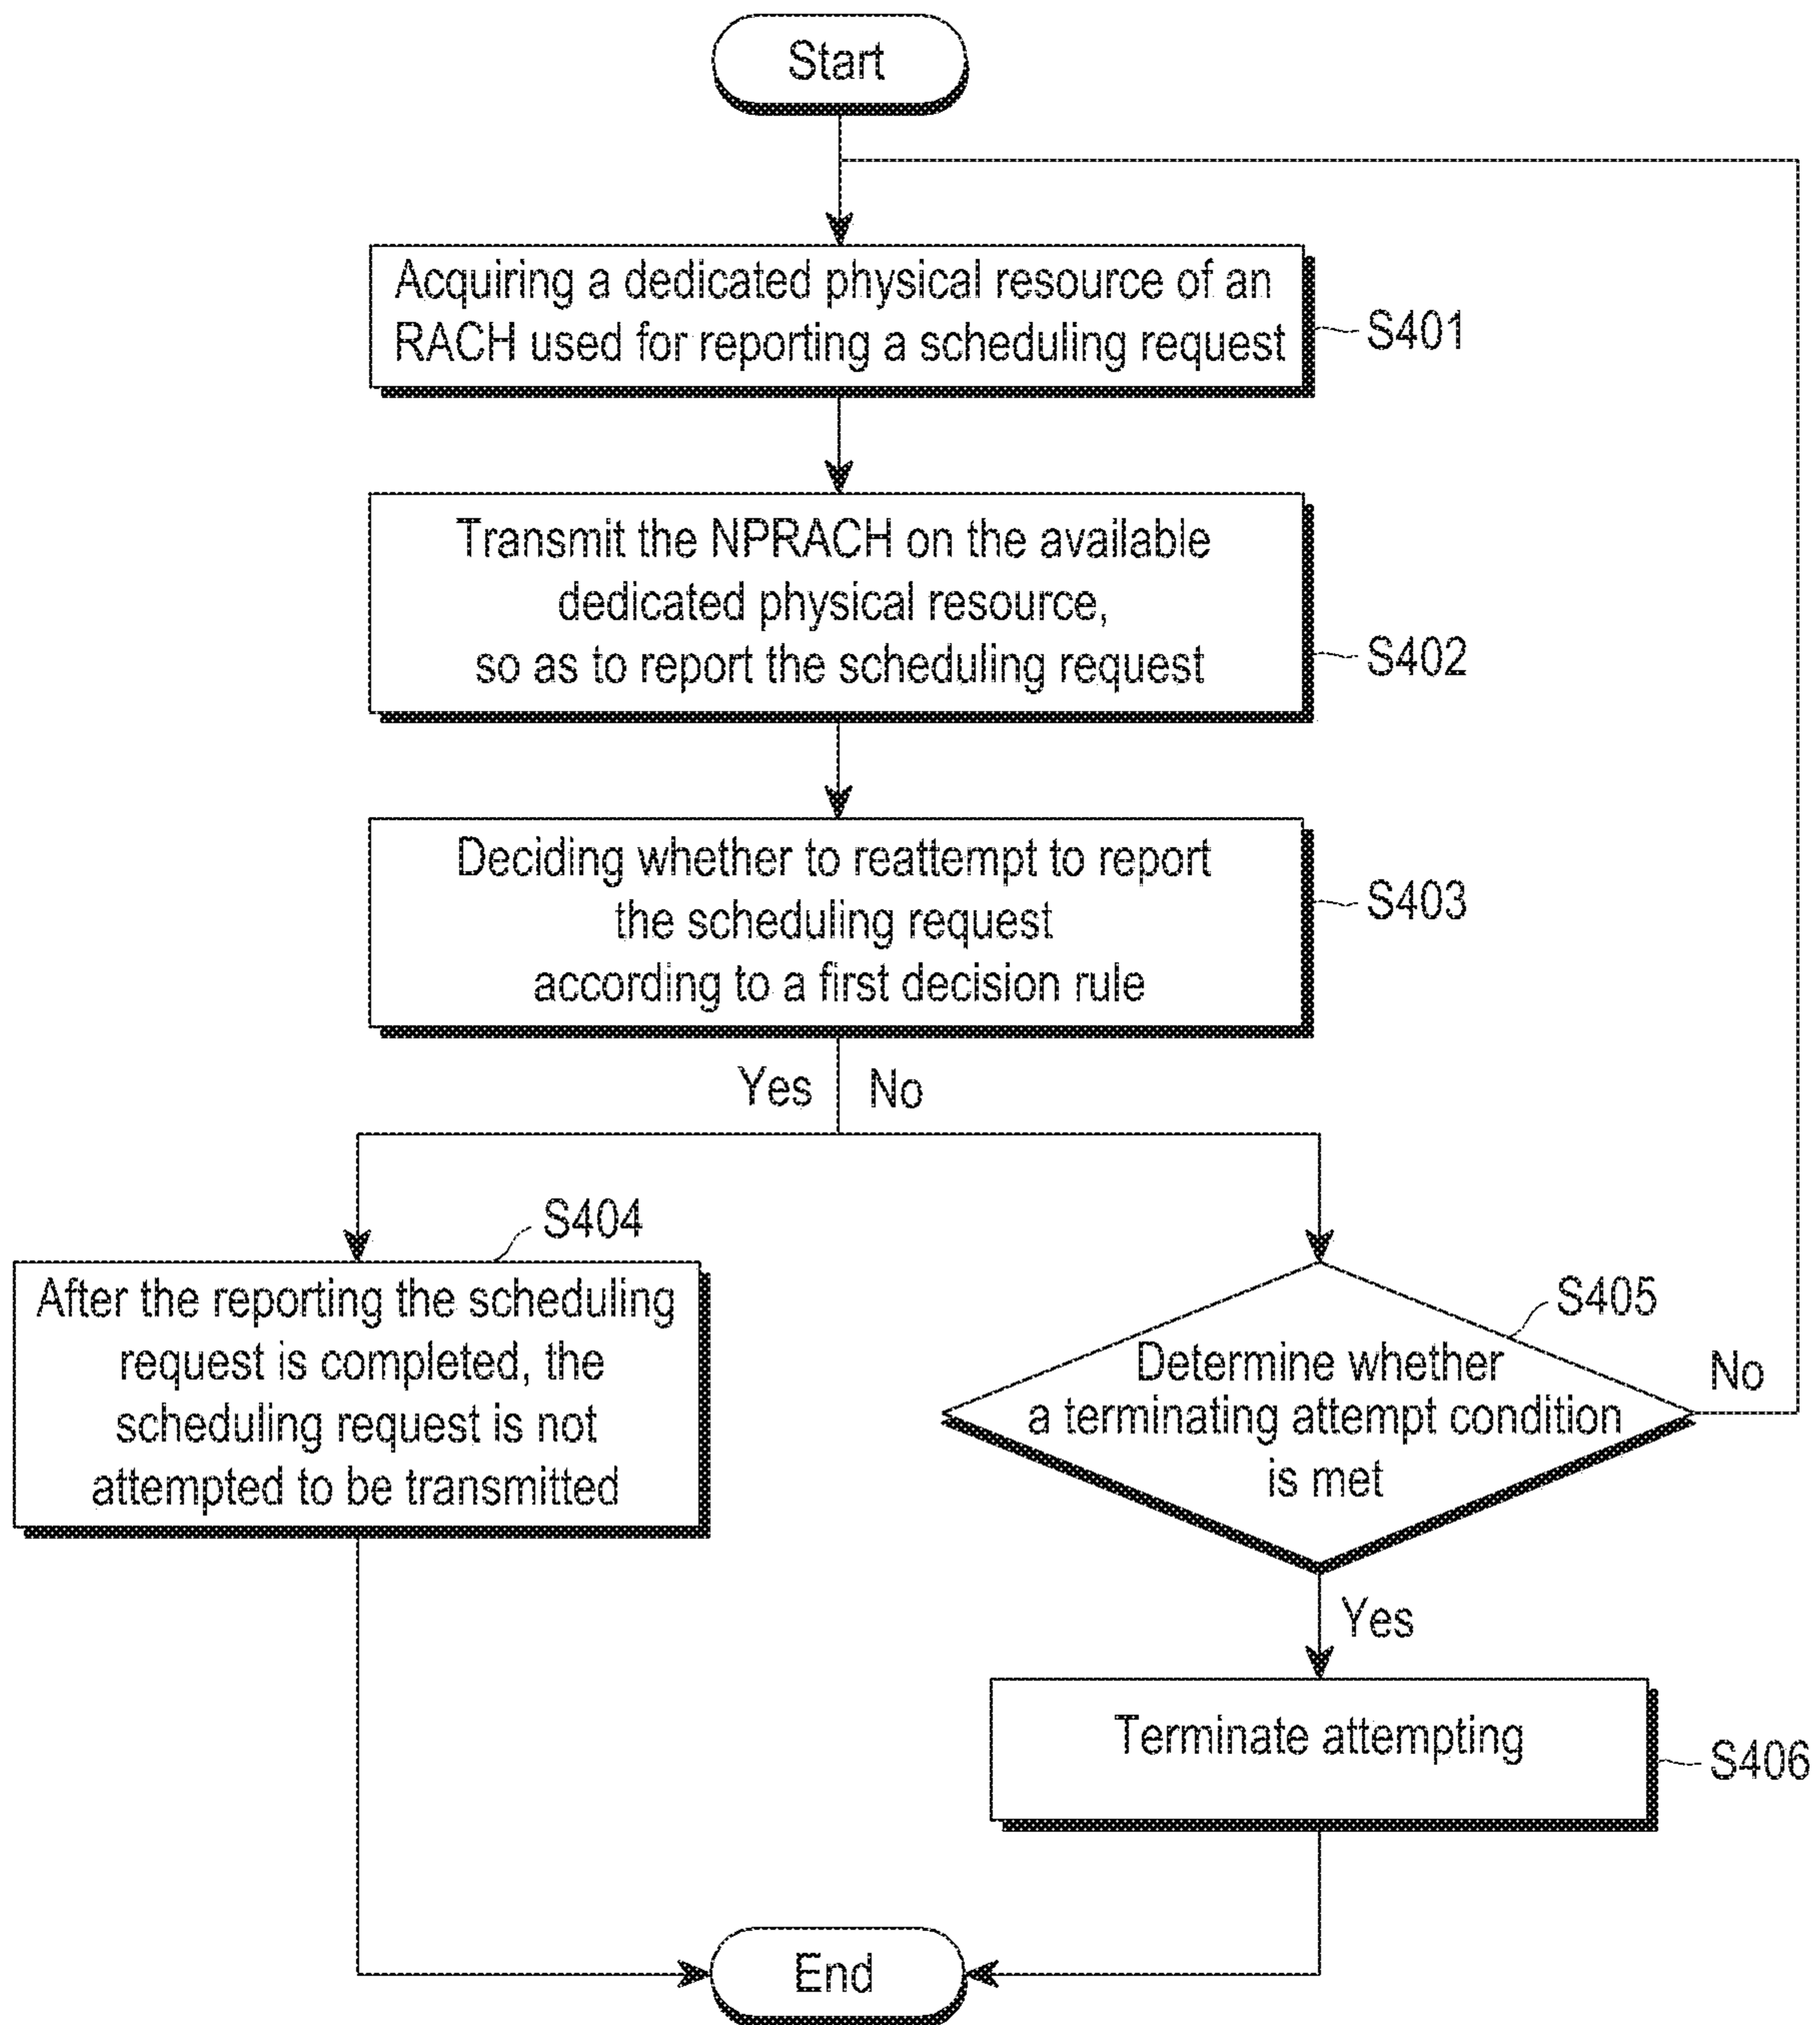 Start
Acquiring a dedicated physical resource of an
RACH used for reporting a scheduling request
S401
Transmit the NPRACH on the available
dedicated physical resource,
so as to report the scheduling request
S402
Deciding whether to reattempt to report
the scheduling request
according to a first decision rule
S403
Yes No
S404
After the reporting the scheduling
request is completed, the
scheduling request is not
attempted to be transmitted
S405
Determine whether
a terminating attempt condition
is met
No
Yes
Terminate attempting
S406
End